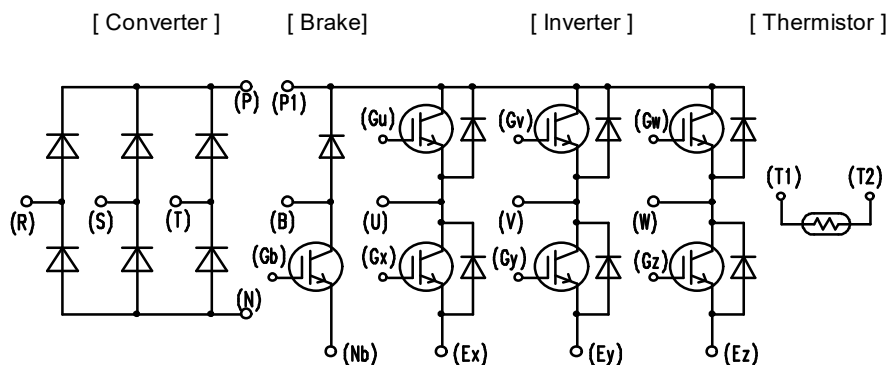 [ Converter ] [ Brake] [ Inverter ] [ Thermistor ]
(P) (P1)
(Gu) (Gv) (Gw)
(T1) (T2)
(R) (S) (T) (B) (U) (V) (W)
(Gb) (Gx) (Gy) (Gz)
(N)
(Nb) (Ex) (Ey) (Ez)